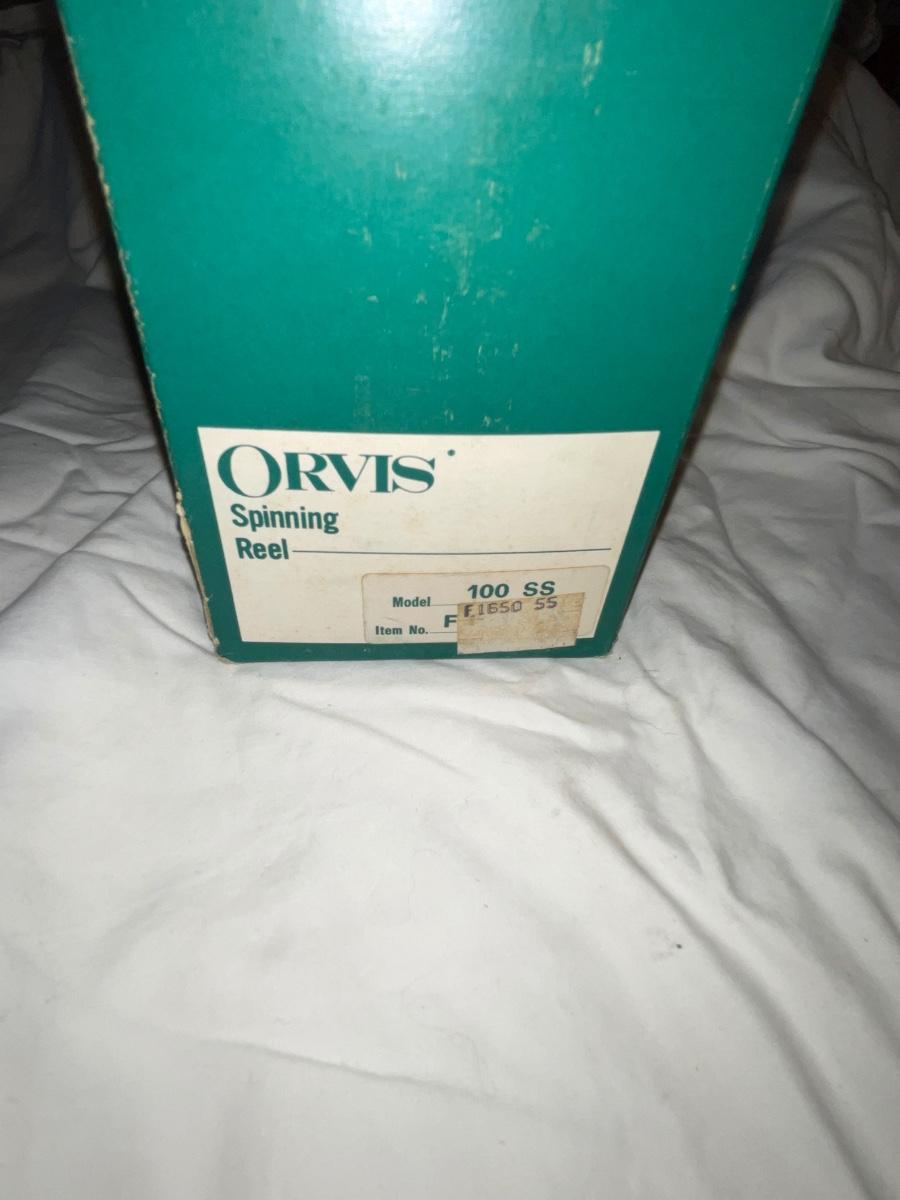 ORVIS
Spinning
Reel
Model 100 SS
F1650 SS
Item No. F